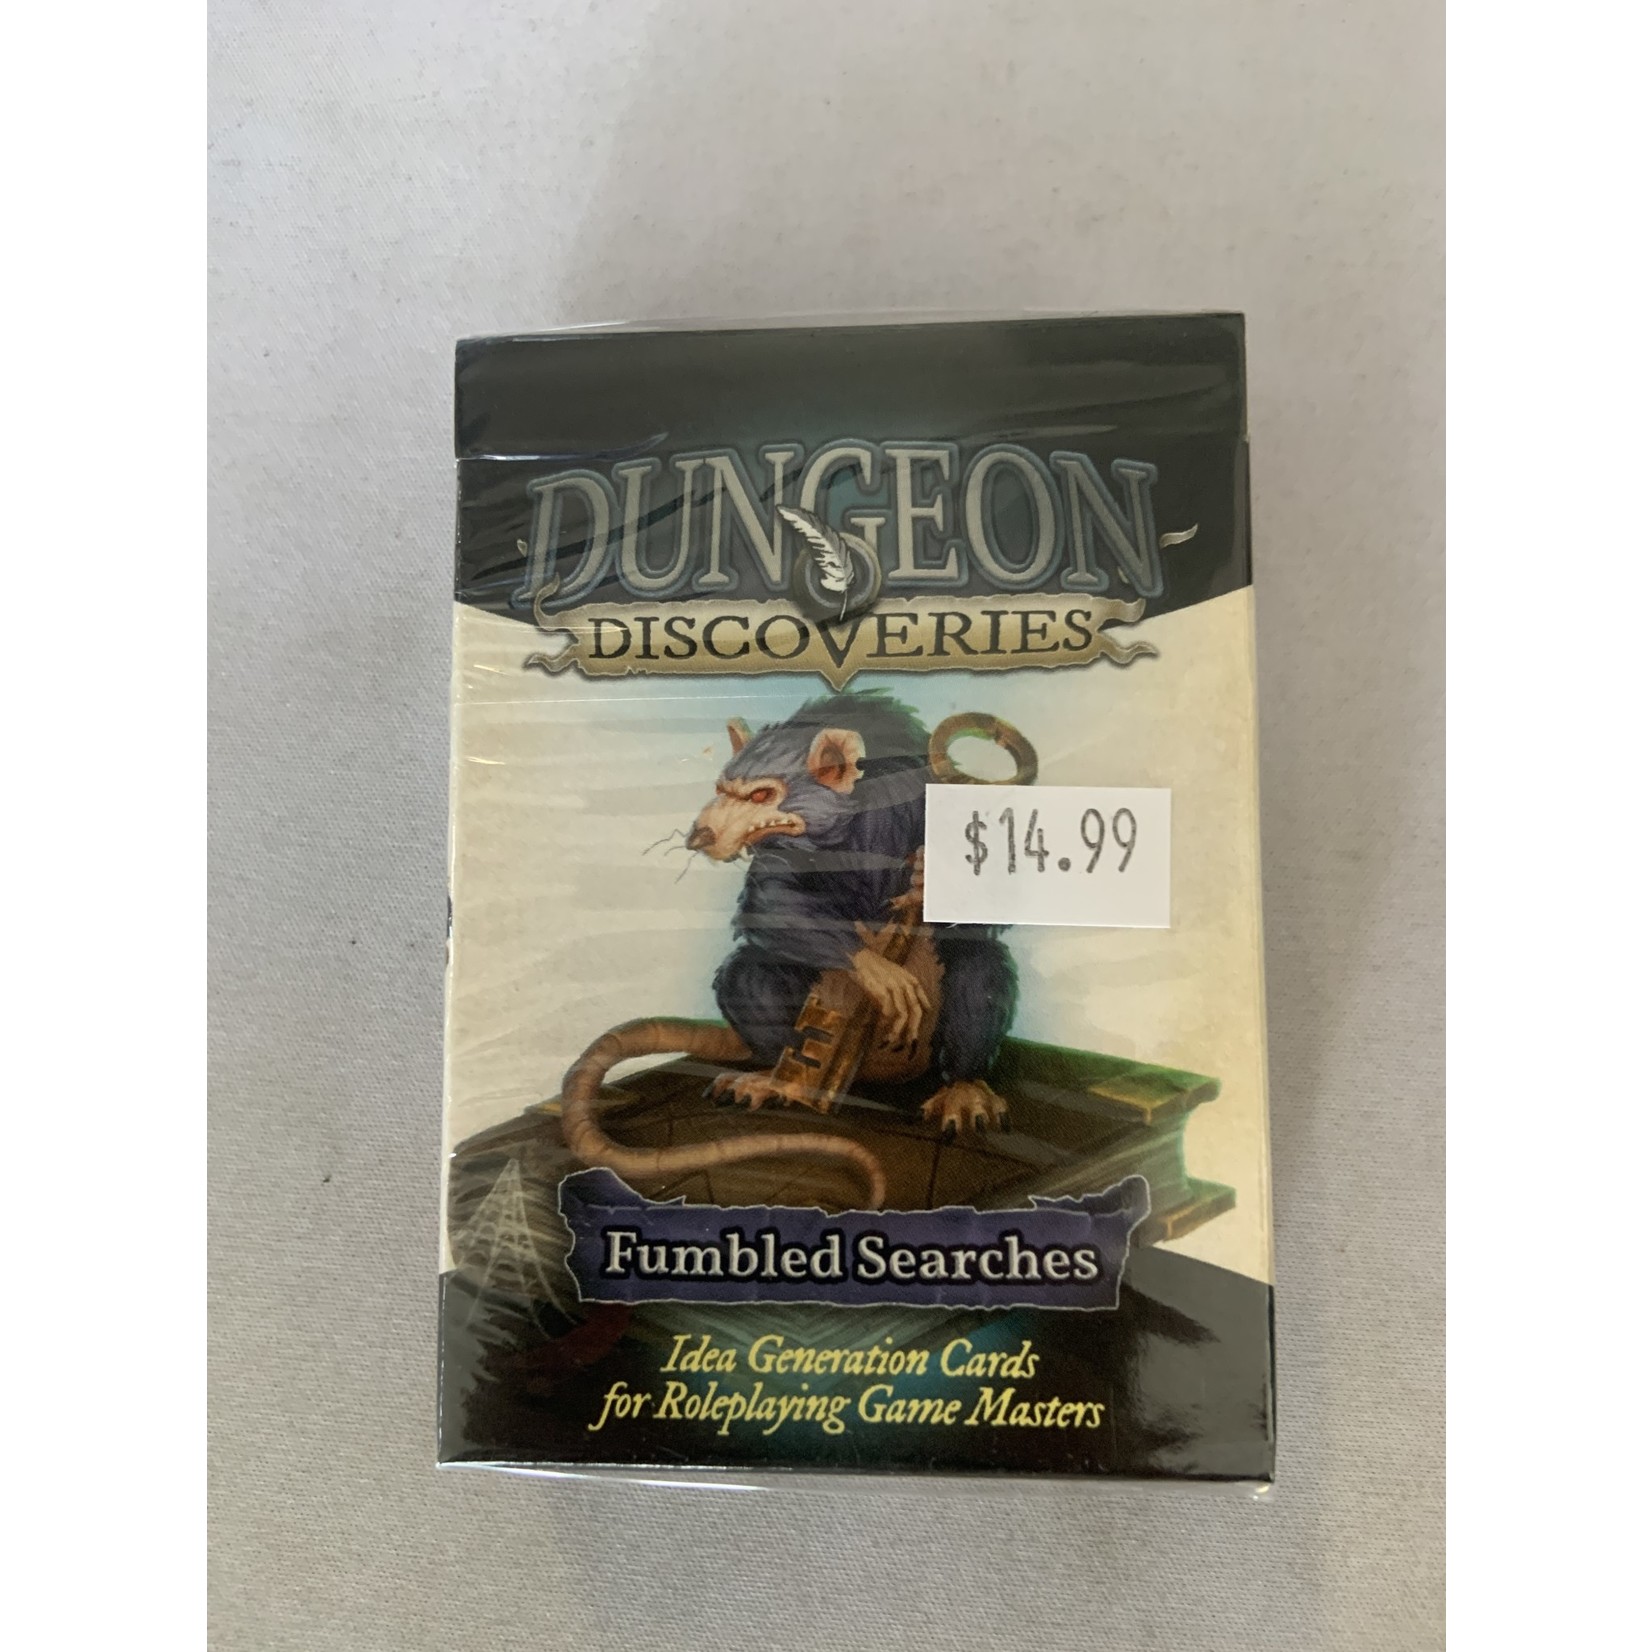 DUNGEON
DISCOVERIES
$14.99
Fumbled Searches
Idea Generation Cards
for Roleplaying Game Masters